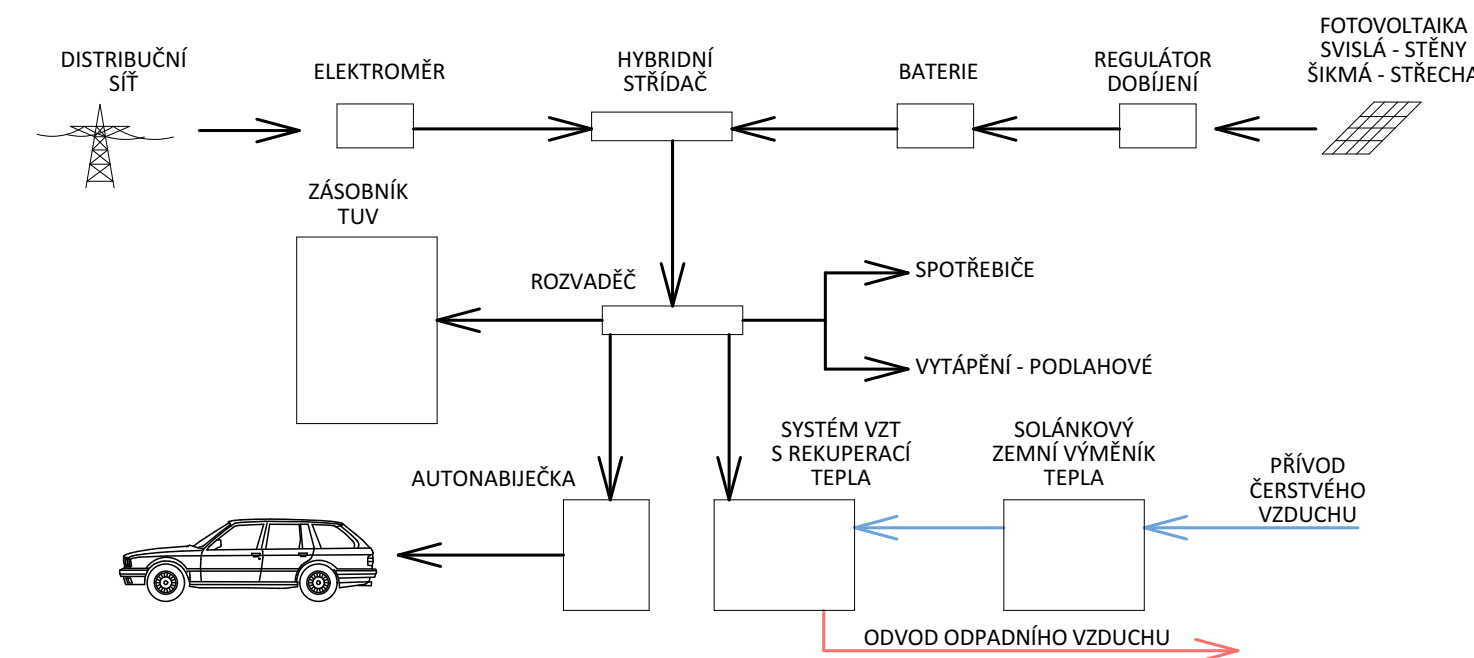 DISTRIBUČNÍ
SÍŤ
ELEKTROMĚR
HYBRIDNÍ
STŘÍDAČ
BATERIE
REGULÁTOR
DOBÍJENÍ
FOTOVOLTAIKA
SVISLÁ - STĚNY
ŠIKMÁ - STŘECHA
ZÁSOBNÍK
TUV
ROZVADĚČ
SPOTŘEBIČE
VYTÁPĚNÍ - PODLAHOVÉ
AUTONABIJEČKA
SYSTÉM VZT
S REKUPERACÍ
TEPLA
SOLÁNKOVÝ
ZEMNÍ VÝMĚNÍK
TEPLA
PŘÍVOD
ČERSTVÉHO
VZDUCHU
ODVOD ODPADNÍHO VZDUCHU